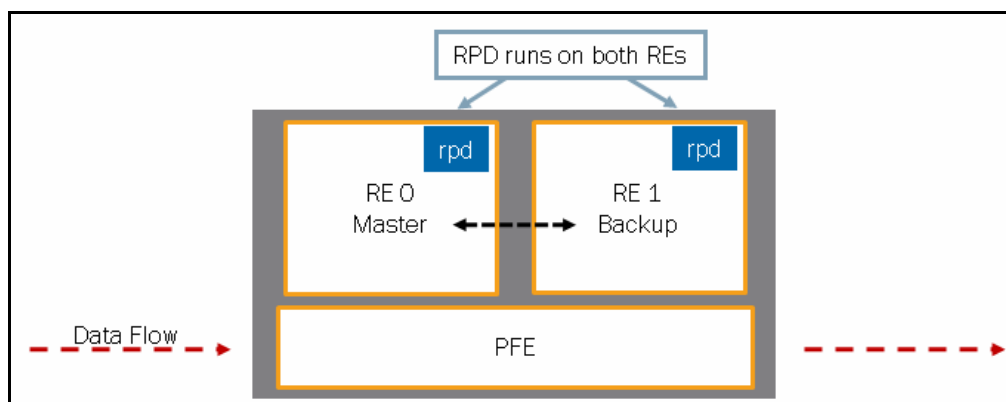 RPD runs on both REs
rpd
rpd
RE 0
Master
RE 1
Backup
Data Flow
PFE